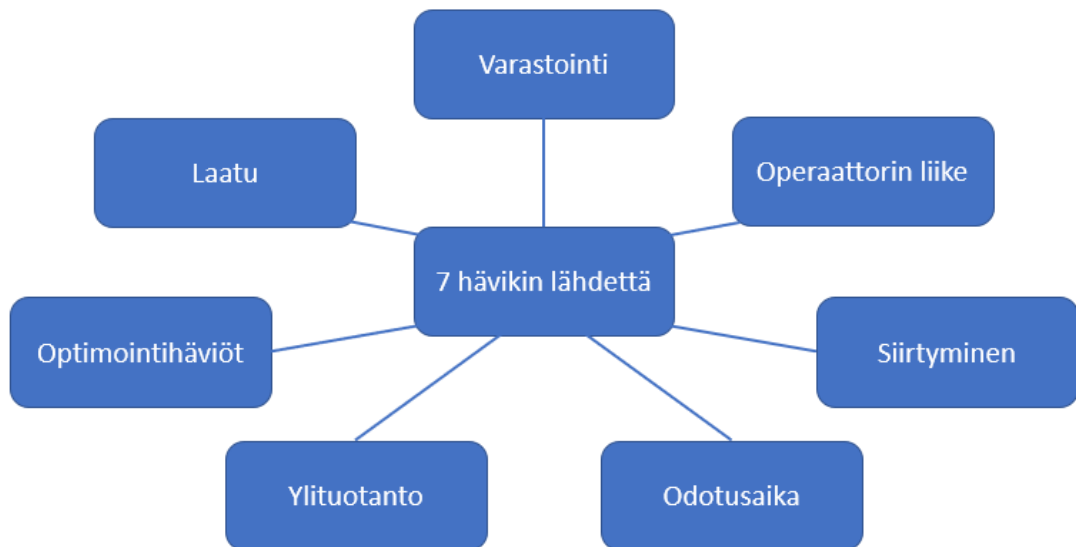 Varastointi
Laatu
Operaattorin liike
7 hävikin lähdettä
Optimointihäviöt
Siirtyminen
Ylituotanto
Odotusaika